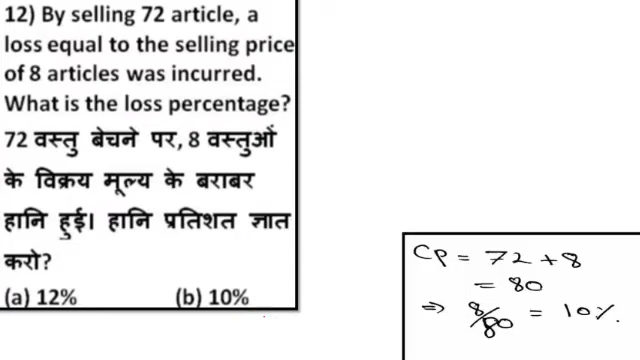 12) By selling 72 article, a
loss equal to the selling price
of 8 articles was incurred.
What is the loss percentage?
72 वस्तु बेचने पर, 8 वस्तुओं
के विक्रय मूल्य के बराबर
हानि हुई। हानि प्रतिशत ज्ञात
करो?
(a) 12% (b) 10%
CP = 72 + 8
= 80
⇒ 8/80 = 10%.